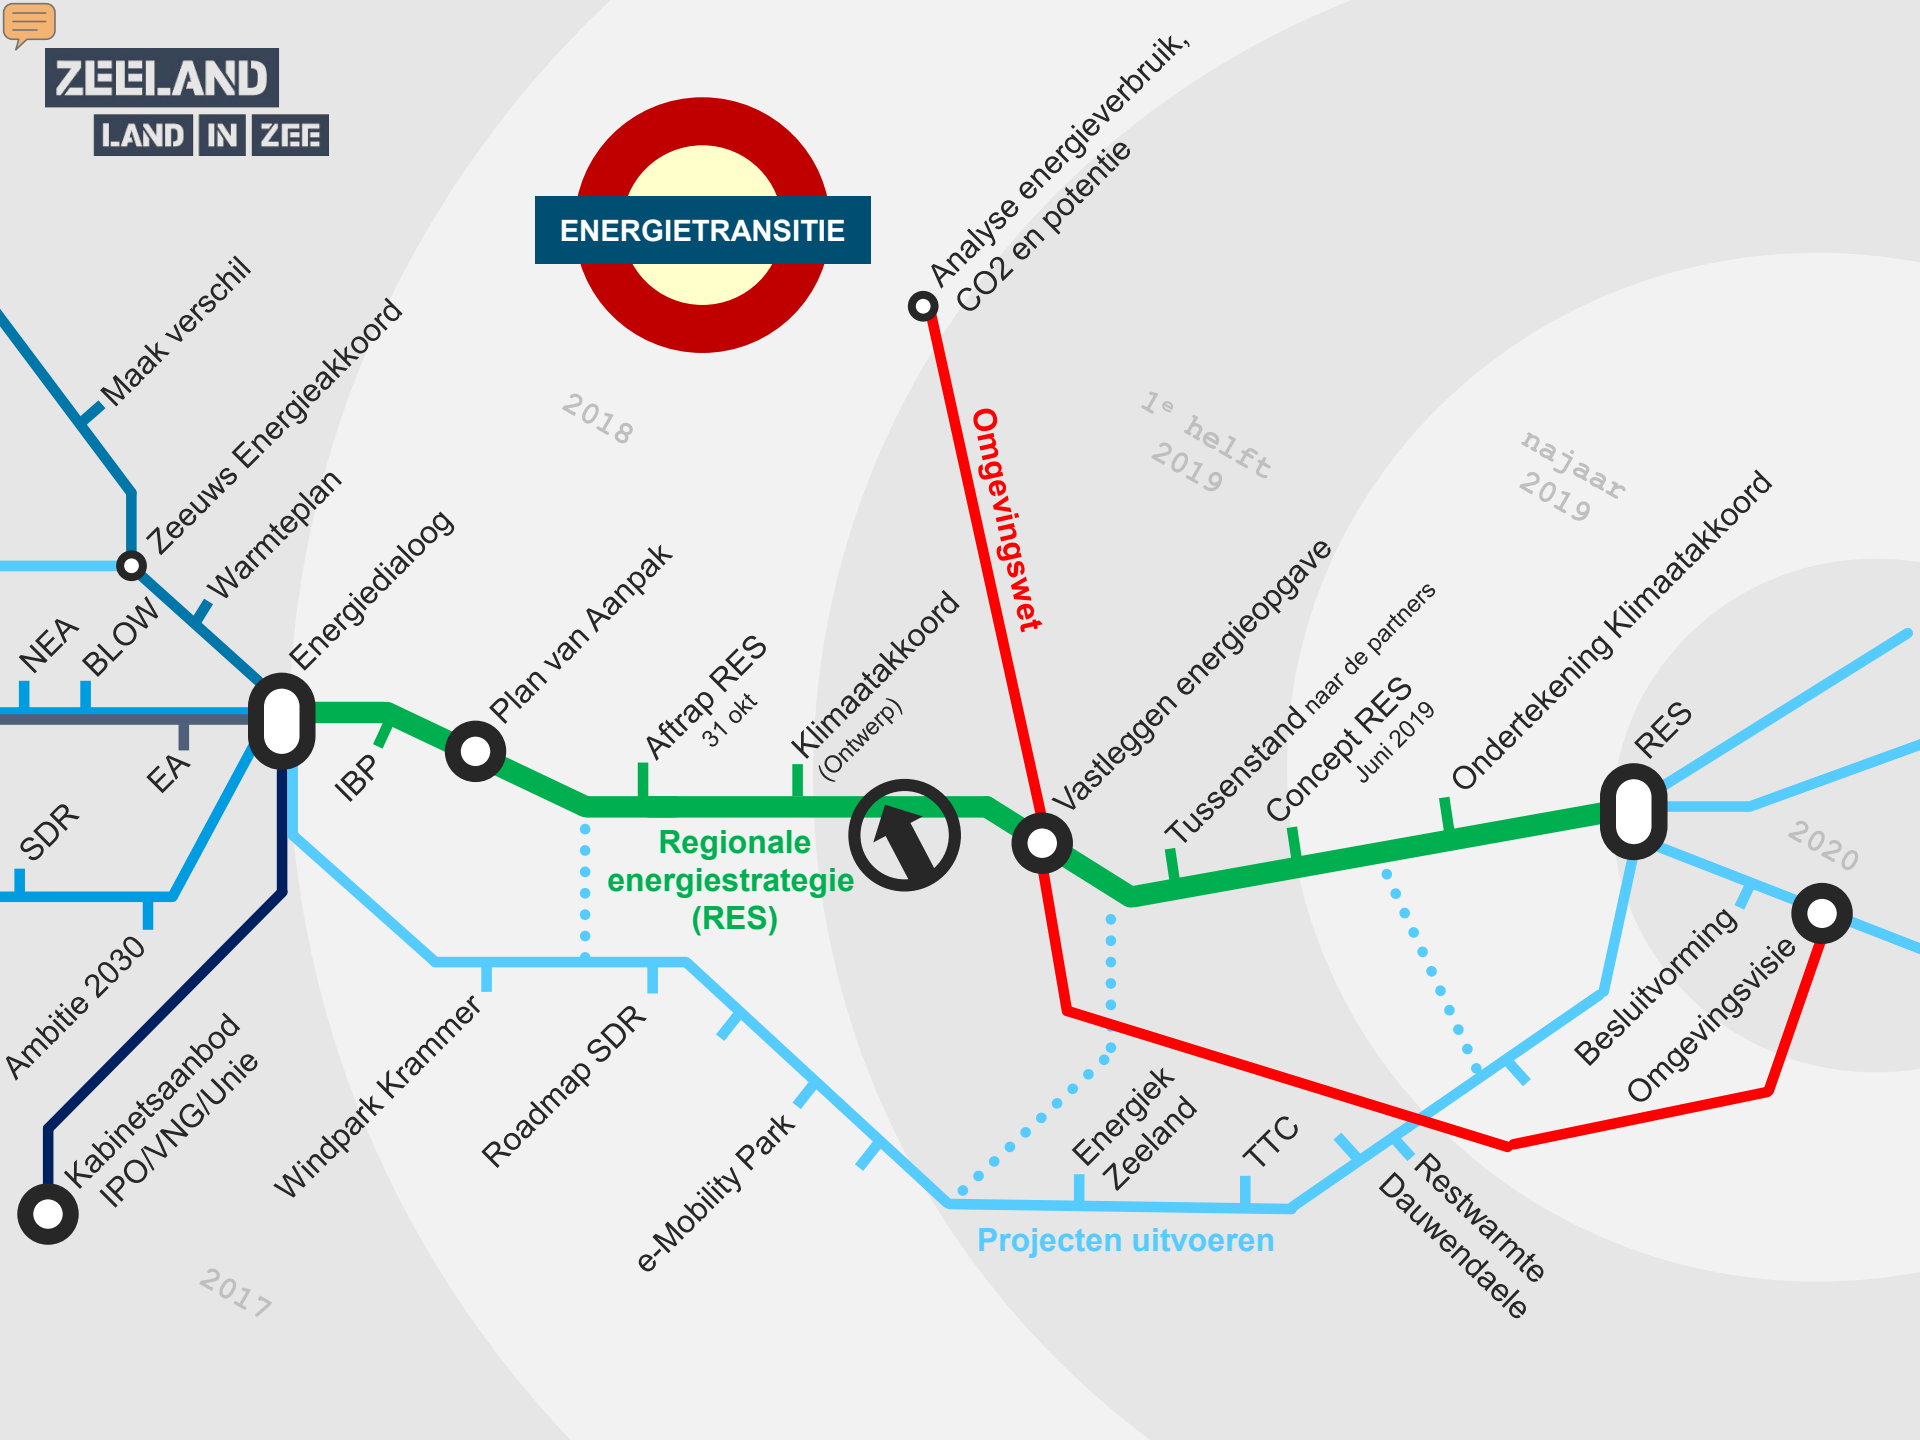 ZEELAND
LAND IN ZEE
ENERGIETRANSITIE
Analyse energieverbruik,
CO2 en potentie
Maak verschil
Zeeuws Energieakkoord
Warmteplan
Energiedialoog
NEA
BLOW
EA
SDR
Ambitie 2030
Kabinetsaanbod
IPO/VNG/Unie
2017
2018
1e helft
2019
najaar
2019
2020
IBP
Plan van Aanpak
Aftrap RES
31 okt
Klimaatakkoord
(Ontwerp)
Regionale
energiestrategie
(RES)
Omgevingswet
Vastleggen energieopgave
Tussenstand naar de partners
Concept RES
Juni 2019
Ondertekening Klimaatakkoord
RES
Besluitvorming
Omgevingsvisie
Windpark Krammer
Roadmap SDR
e-Mobility Park
Energiek
Zeeland
TTC
Projecten uitvoeren
Restwarmte
Dauwendaele